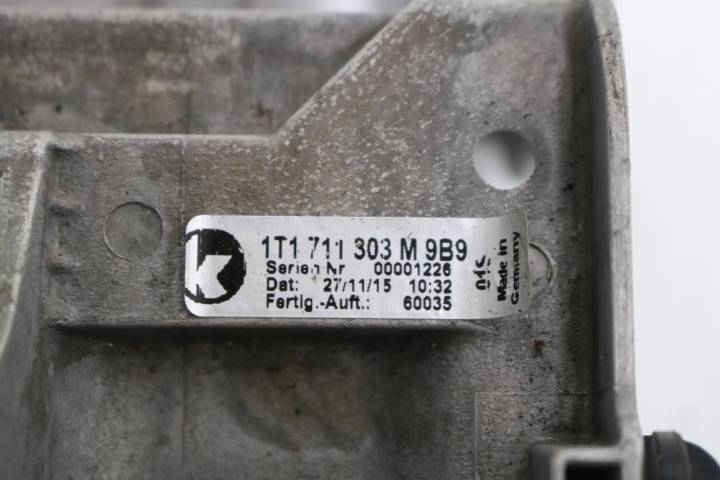 K
1T1 711 303 M 9B9
Serien Nr 00001226
Dat: 27/11/15 10:32
Fertig.-Auft.: 60035
Made in
Germany